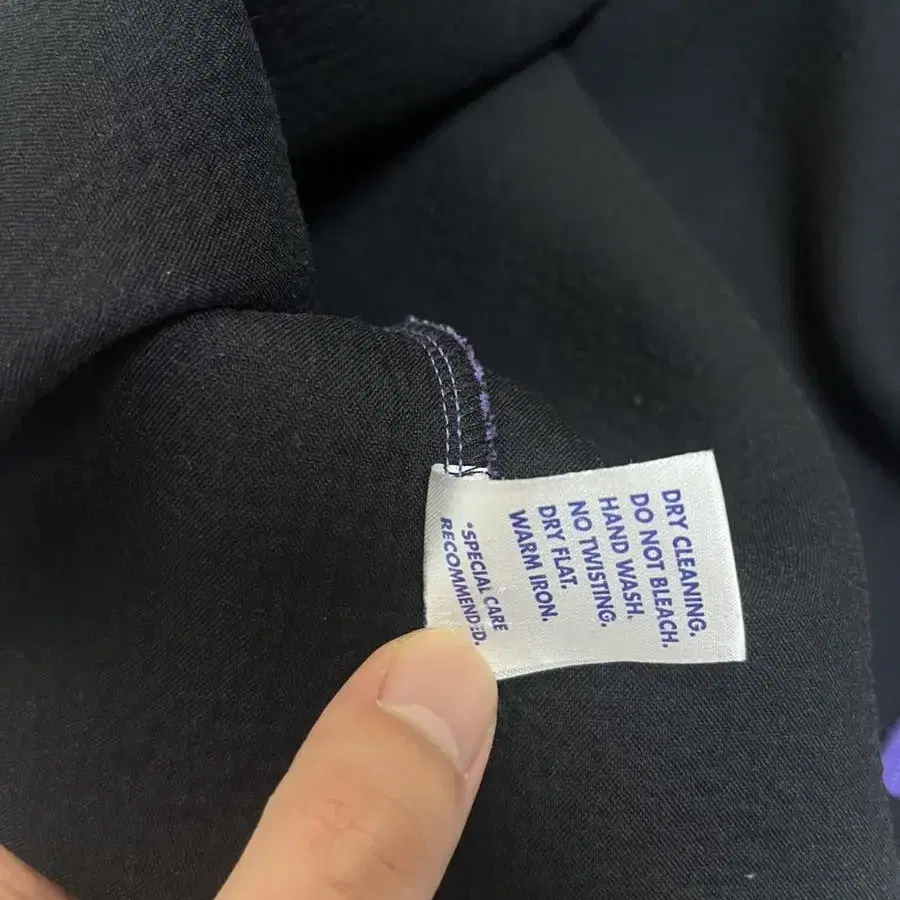 DRY CLEANING.
DO NOT BLEACH.
HAND WASH.
NO TWISTING.
DRY FLAT.
WARM IRON.
*SPECIAL CARE
RECOMMENDED.